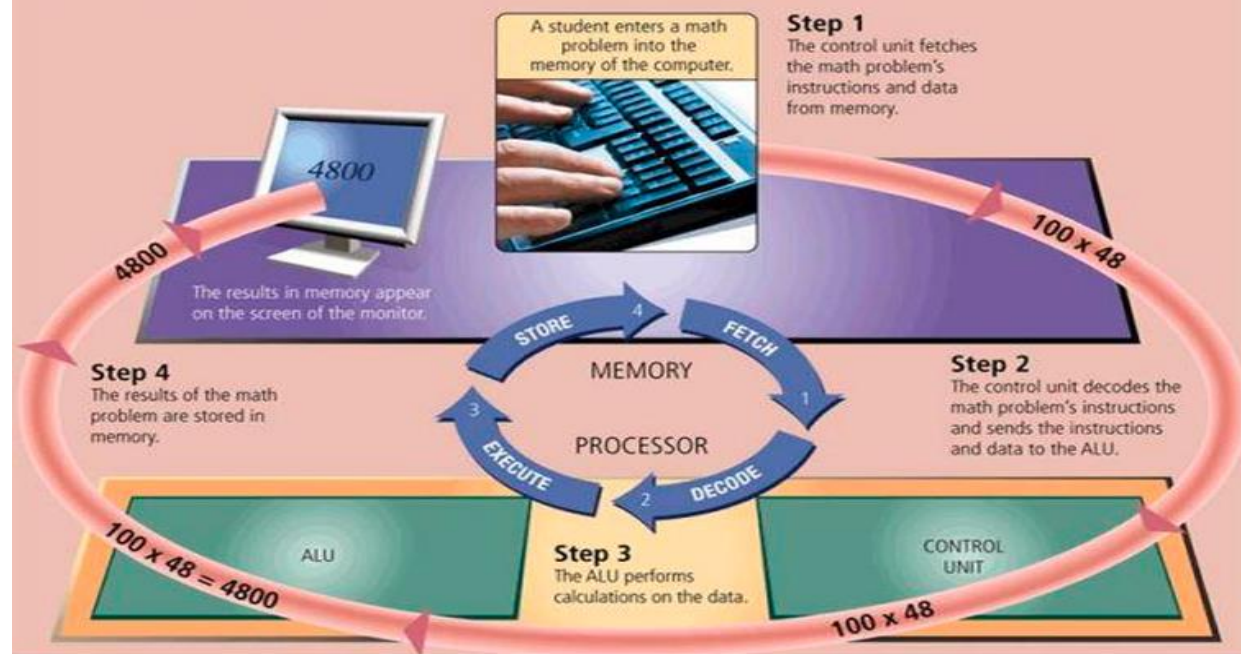 A student enters a math
problem into the
memory of the computer.
Step 1
The control unit fetches
the math problem's
instructions and data
from memory.
4800
100 x 48
4800
The results in memory appear
on the screen of the monitor.
STORE
4
FETCH
1
MEMORY
Step 4
The results of the math
problem are stored in
memory.
Step 2
The control unit decodes the
math problem's instructions
and sends the instructions
and data to the ALU.
3
EXECUTE
PROCESSOR
2
DECODE
ALU
Step 3
The ALU performs
calculations on the data.
CONTROL
UNIT
100 x 48 = 4800
100 x 48